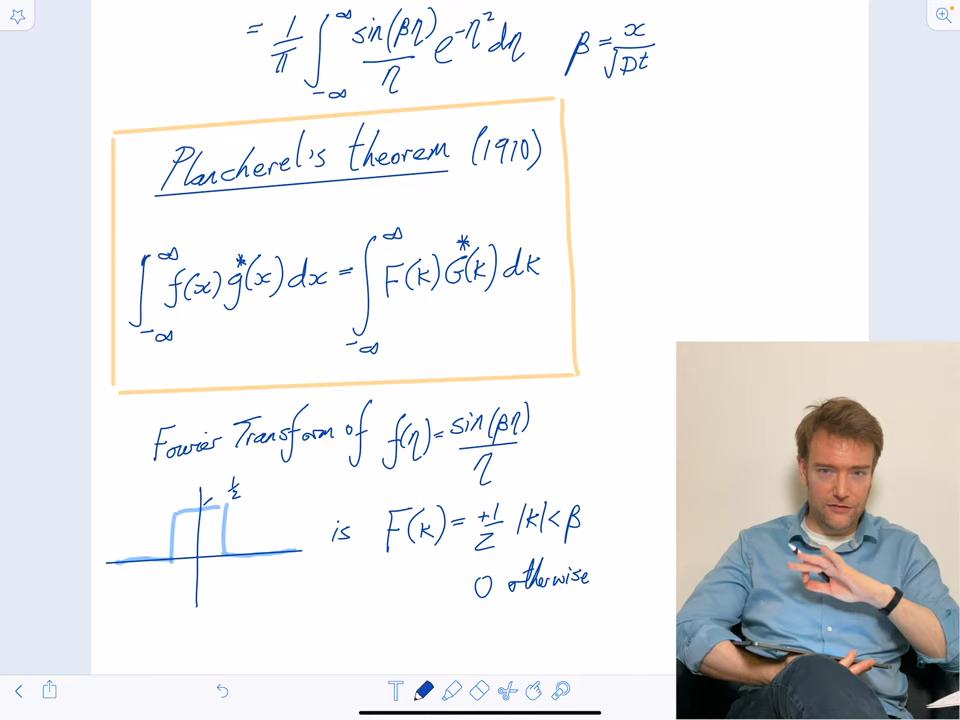 = 1/π ∫_{-∞}^{∞} sin(βη)/η e^{-η²} dη   β = x/√Dt
Plancherel's theorem (1910)
∫_{-∞}^{∞} f(x) g*(x) dx = ∫_{-∞}^{∞} F(k) G*(k) dk
Fourier Transform of f(η) = sin(βη)/η
1/2
is F(k) = +1/2 |k| < β
0 otherwise
T